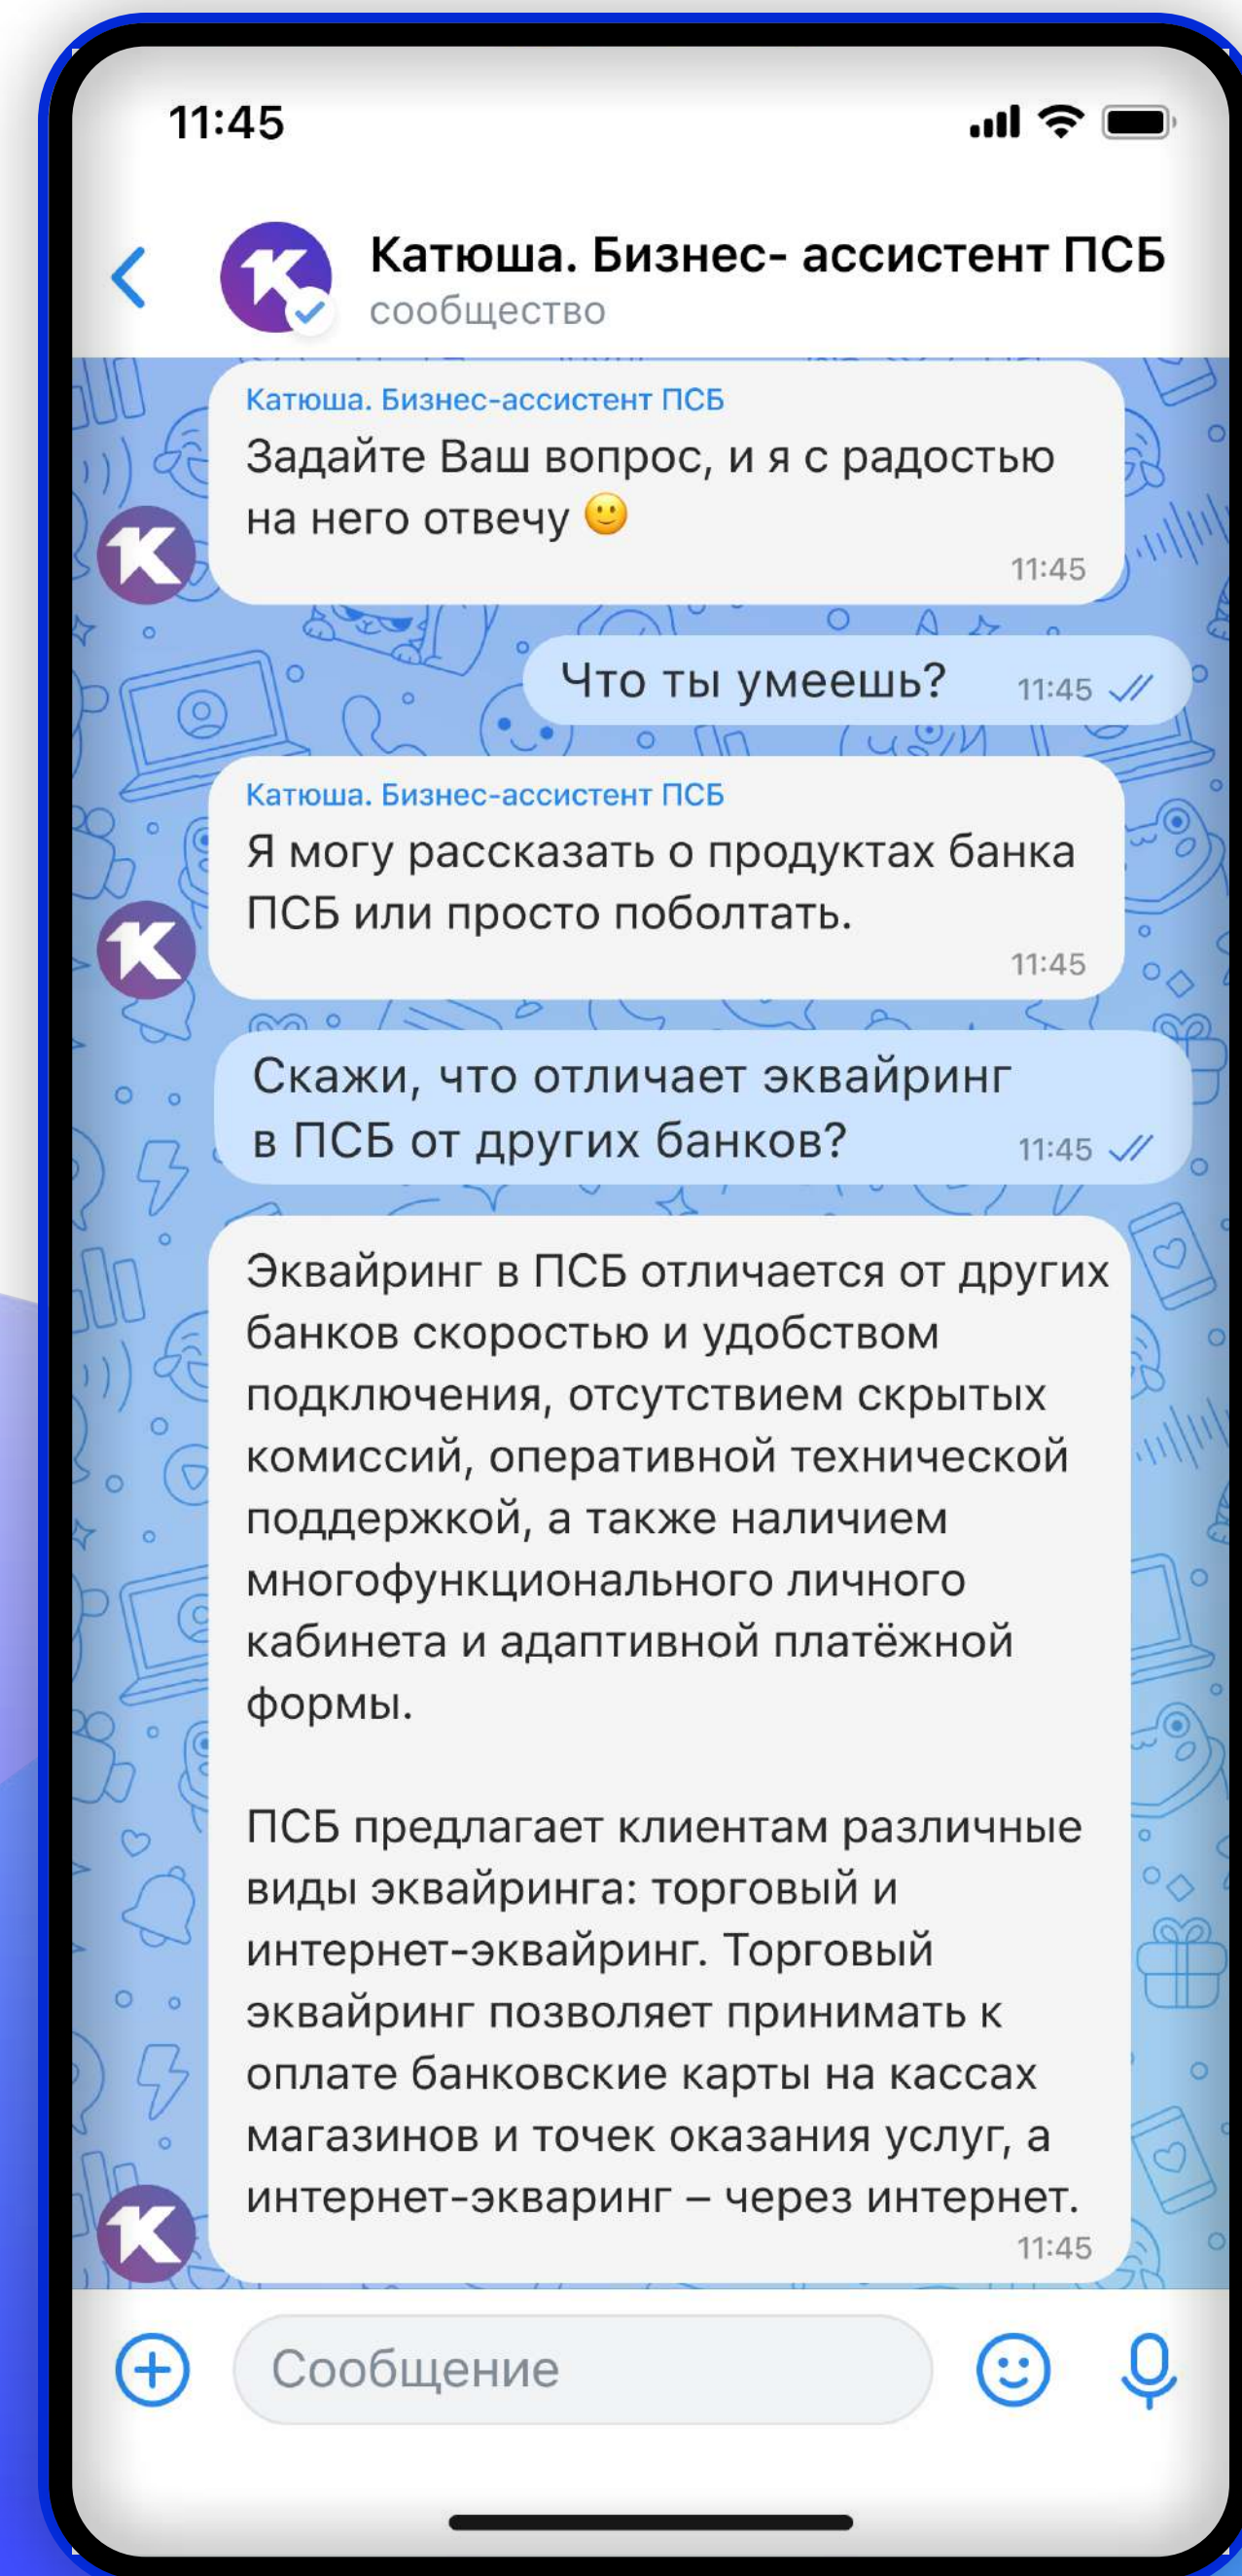 11:45
Катюша. Бизнес- ассистент ПСБ
сообщество
Катюша. Бизнес-ассистент ПСБ
Задайте Ваш вопрос, и я с радостью
на него отвечу 🙂
11:45
Что ты умеешь? 11:45
Катюша. Бизнес-ассистент ПСБ
Я могу рассказать о продуктах банка
ПСБ или просто поболтать.
11:45
Скажи, что отличает эквайринг
в ПСБ от других банков? 11:45
Эквайринг в ПСБ отличается от других
банков скоростью и удобством
подключения, отсутствием скрытых
комиссий, оперативной технической
поддержкой, а также наличием
многофункционального личного
кабинета и адаптивной платёжной
формы.
ПСБ предлагает клиентам различные
виды эквайринга: торговый и
интернет-эквайринг. Торговый
эквайринг позволяет принимать к
оплате банковские карты на кассах
магазинов и точек оказания услуг, а
интернет-экваринг – через интернет.
11:45
Сообщение